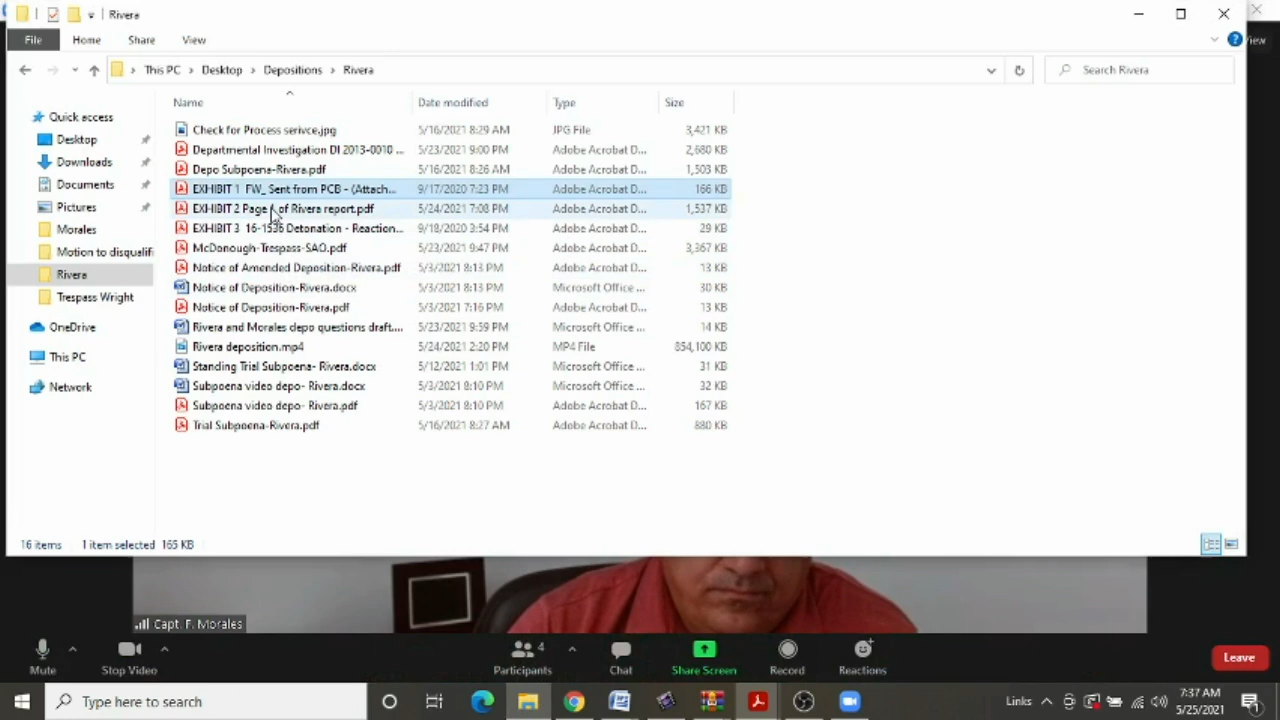 Rivera
File Home Share View
View
This PC Desktop Depositions Rivera
Search Rivera
Name Date modified Type Size
Quick access
Desktop
Downloads
Documents
Pictures
Morales
Motion to disqualif
Rivera
Trespass Wright
OneDrive
This PC
Network
Check for Process serivce.jpg 5/16/2021 8:29 AM JPG File 3,421 KB
Departmental Investigation DI 2013-0010 ... 5/23/2021 9:00 PM Adobe Acrobat D... 2,680 KB
Depo Subpoena-Rivera.pdf 5/16/2021 8:26 AM Adobe Acrobat D... 1,503 KB
EXHIBIT 1 FW_ Sent from PCB - (Attach... 9/17/2020 7:23 PM Adobe Acrobat D... 166 KB
EXHIBIT 2 Page of Rivera report.pdf 5/24/2021 7:08 PM Adobe Acrobat D... 1,537 KB
EXHIBIT 3 16-1536 Detonation - Reaction... 9/18/2020 3:54 PM Adobe Acrobat D... 29 KB
McDonough-Trespass-SAO.pdf 5/23/2021 9:47 PM Adobe Acrobat D... 3,367 KB
Notice of Amended Deposition-Rivera.pdf 5/3/2021 8:13 PM Adobe Acrobat D... 13 KB
Notice of Deposition-Rivera.docx 5/3/2021 8:13 PM Microsoft Office ... 30 KB
Notice of Deposition-Rivera.pdf 5/3/2021 7:16 PM Adobe Acrobat D... 13 KB
Rivera and Morales depo questions draft.... 5/23/2021 9:59 PM Microsoft Office ... 14 KB
Rivera deposition.mp4 5/24/2021 2:20 PM MP4 File 854,100 KB
Standing Trial Subpoena- Rivera.docx 5/12/2021 1:01 PM Microsoft Office ... 31 KB
Subpoena video depo- Rivera.docx 5/3/2021 8:10 PM Microsoft Office ... 32 KB
Subpoena video depo- Rivera.pdf 5/3/2021 8:10 PM Adobe Acrobat D... 167 KB
Trial Subpoena-Rivera.pdf 5/16/2021 8:27 AM Adobe Acrobat D... 880 KB
16 items 1 item selected 165 KB
Capt. F. Morales
4
Mute Stop Video Participants Chat Share Screen Record Reactions Leave
Type here to search
Links
7:37 AM
5/25/2021